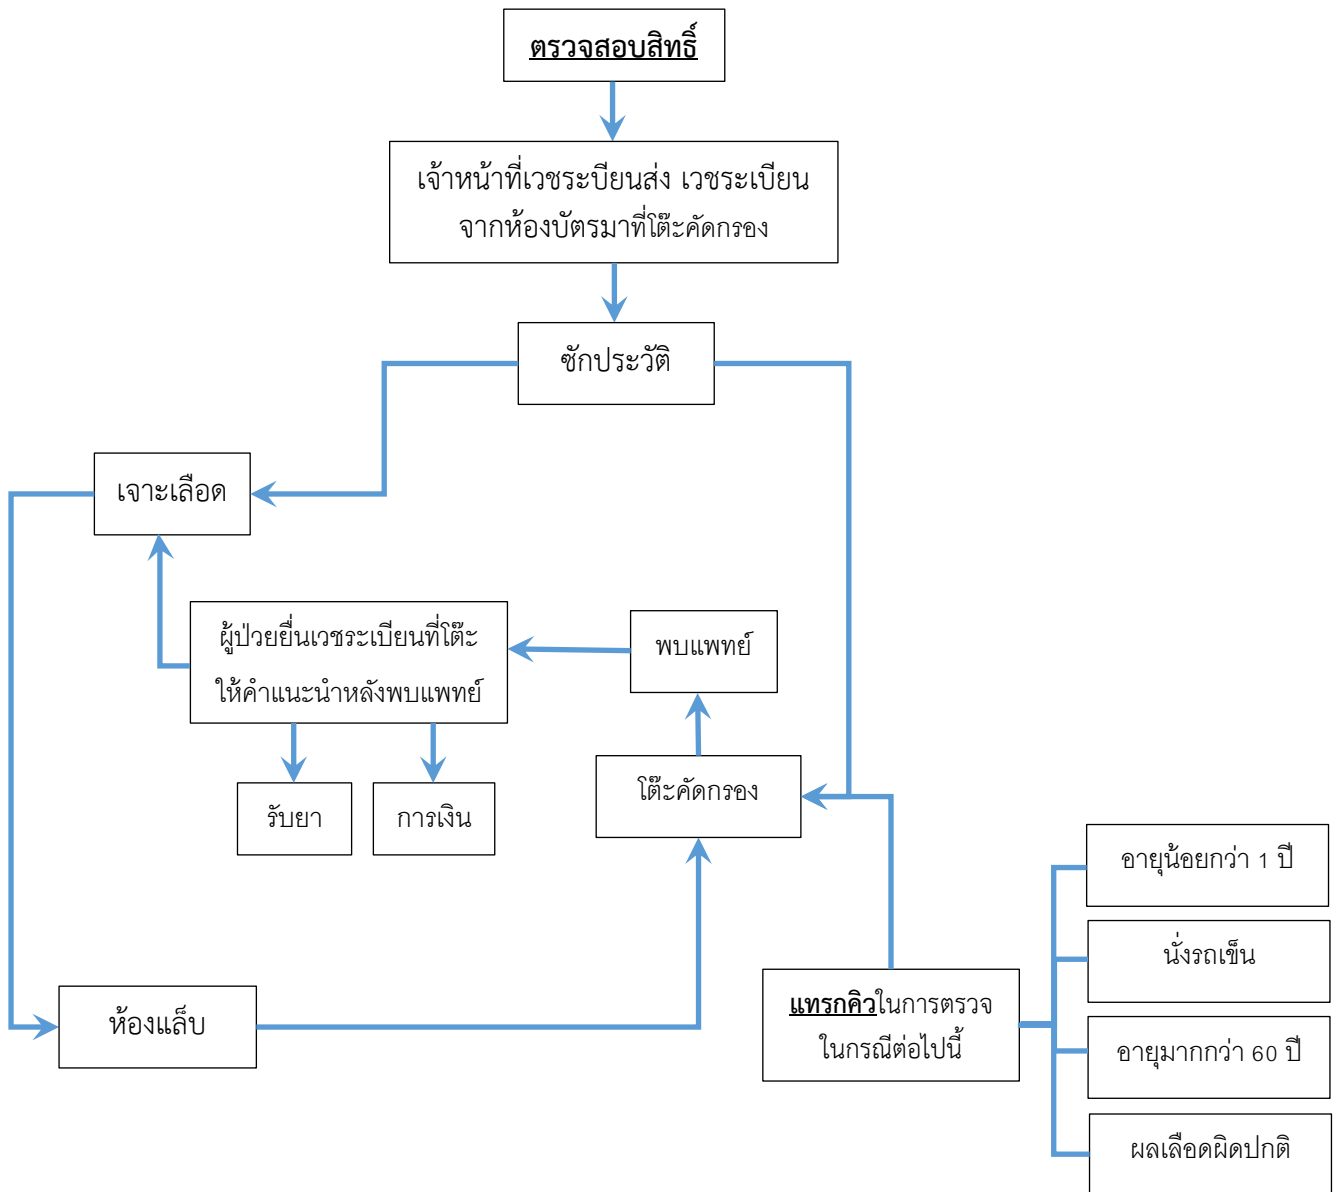 ตรวจสอบสิทธิ์
เจ้าหน้าที่เวชระบียนส่ง เวชระเบียน
จากห้องบัตรมาที่โต๊ะคัดกรอง
ซักประวัติ
เจาะเลือด
ผู้ป่วยยื่นเวชระเบียนที่โต๊ะ
ให้คำแนะนำหลังพบแพทย์
พบแพทย์
โต๊ะคัดกรอง
รับยา
การเงิน
ห้องแล็บ
แทรกคิวในการตรวจ
ในกรณีต่อไปนี้
อายุน้อยกว่า 1 ปี
นั่งรถเข็น
อายุมากกว่า 60 ปี
ผลเลือดผิดปกติ